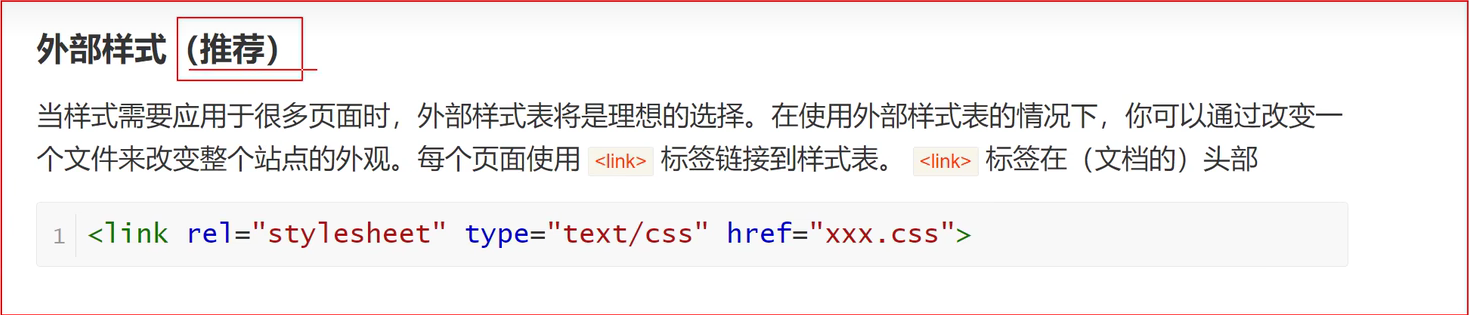 外部样式（推荐）
当样式需要应用于很多页面时，外部样式表将是理想的选择。在使用外部样式表的情况下，你可以通过改变一
个文件来改变整个站点的外观。每个页面使用 <link> 标签链接到样式表。 <link> 标签在（文档的）头部
1 <link rel="stylesheet" type="text/css" href="xxx.css">